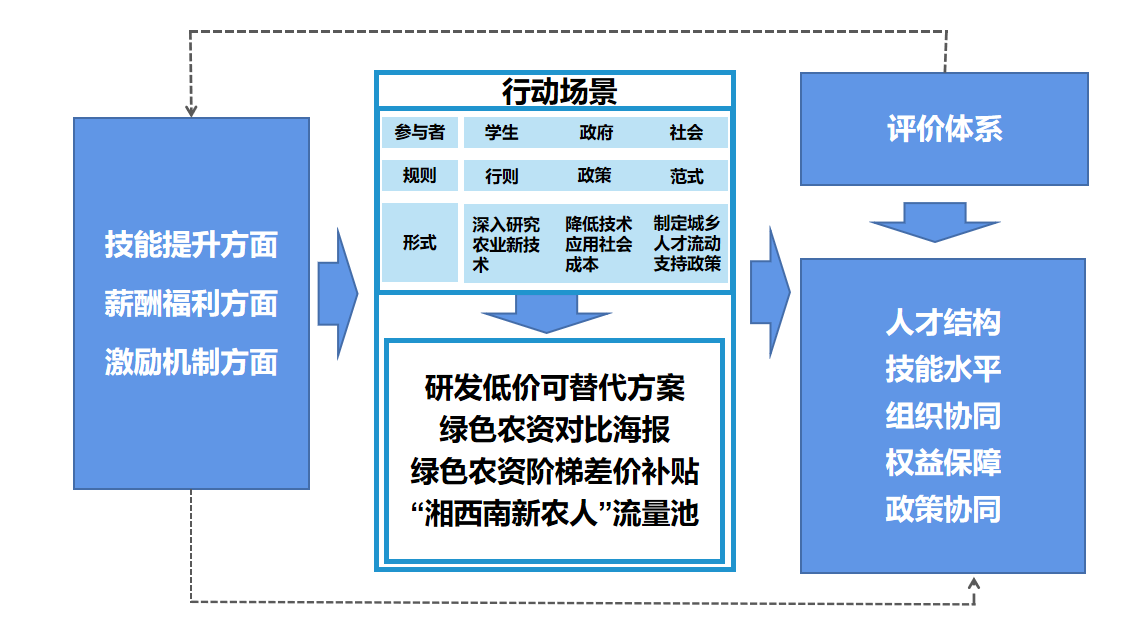 技能提升方面
薪酬福利方面
激励机制方面
行动场景
参与者 学生 政府 社会
规则 行则 政策 范式
形式
深入研究
农业新技
术
降低技术
应用社会
成本
制定城乡
人才流动
支持政策
研发低价可替代方案
绿色农资对比海报
绿色农资阶梯差价补贴
“湘西南新农人”流量池
评价体系
人才结构
技能水平
组织协同
权益保障
政策协同